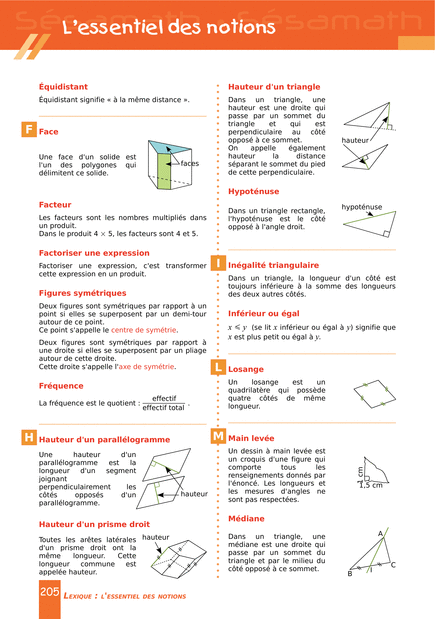 Sésamath Sésamath
L'essentiel des notions
Équidistant
Équidistant signifie « à la même distance ».
F
Face
Une face d'un solide est
l'un des polygones qui
délimitent ce solide.
faces
Facteur
Les facteurs sont les nombres multipliés dans
un produit.
Dans le produit 4 × 5, les facteurs sont 4 et 5.
Factoriser une expression
Factoriser une expression, c'est transformer
cette expression en un produit.
Figures symétriques
Deux figures sont symétriques par rapport à un
point si elles se superposent par un demi-tour
autour de ce point.
Ce point s'appelle le centre de symétrie.
Deux figures sont symétriques par rapport à
une droite si elles se superposent par un pliage
autour de cette droite.
Cette droite s'appelle l'axe de symétrie.
Fréquence
La fréquence est le quotient : effectif
effectif total .
H
Hauteur d'un parallélogramme
Une hauteur d'un
parallélogramme est la
longueur d'un segment
joignant
perpendiculairement les
côtés opposés d'un
parallélogramme.
hauteur
Hauteur d'un prisme droit
Toutes les arêtes latérales
d'un prisme droit ont la
même longueur. Cette
longueur commune est
appelée hauteur.
hauteur
Hauteur d'un triangle
Dans un triangle, une
hauteur est une droite qui
passe par un sommet du
triangle et qui est
perpendiculaire au côté
opposé à ce sommet.
On appelle également
hauteur la distance
séparant le sommet du pied
de cette perpendiculaire.
hauteur
Hypoténuse
Dans un triangle rectangle,
l'hypoténuse est le côté
opposé à l'angle droit.
hypoténuse
I
Inégalité triangulaire
Dans un triangle, la longueur d'un côté est
toujours inférieure à la somme des longueurs
des deux autres côtés.
Inférieur ou égal
x ⩽ y (se lit x inférieur ou égal à y) signifie que
x est plus petit ou égal à y.
L
Losange
Un losange est un
quadrilatère qui possède
quatre côtés de même
longueur.
M
Main levée
Un dessin à main levée est
un croquis d'une figure qui
comporte tous les
renseignements donnés par
l'énoncé. Les longueurs et
les mesures d'angles ne
sont pas respectées.
cm
1,5 cm
Médiane
Dans un triangle, une
médiane est une droite qui
passe par un sommet du
triangle et par le milieu du
côté opposé à ce sommet.
A
B
I
C
205
Lexique : l'essentiel des notions